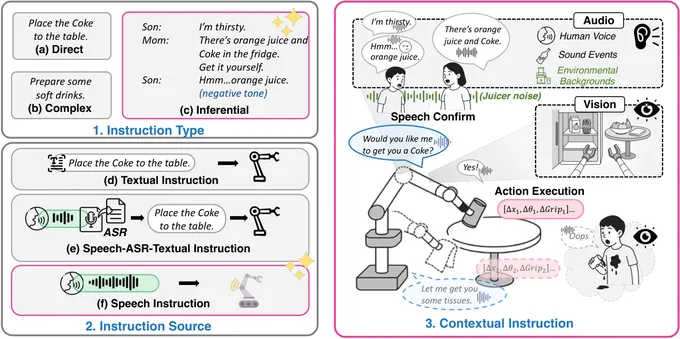 Place the Coke
to the table.
(a) Direct
Prepare some
soft drinks.
(b) Complex
Son: I'm thirsty.
Mom: There's orange juice and
Coke in the fridge.
Get it yourself.
Son: Hmm...orange juice.
(negative tone)
(c) Inferential
1. Instruction Type
Place the Coke to the table.
(d) Textual Instruction
ASR
Place the Coke
to the table.
(e) Speech-ASR-Textual-Instruction
(f) Speech Instruction
2. Instruction Source
I'm thirsty.
Hmm...
orange juice.
There's orange
juice and Coke.
(Juicer noise)
Audio
Human Voice
Sound Events
Environmental
Backgrounds
Speech Confirm
Vision
Would you like me
to get you a Coke?
Yes!
Action Execution
[Δx₁, Δθ₁, ΔGrip₁]...
Oops
[Δx₂, Δθ₂, ΔGrip₂]...
Let me get you
some tissues.
3. Contextual Instruction